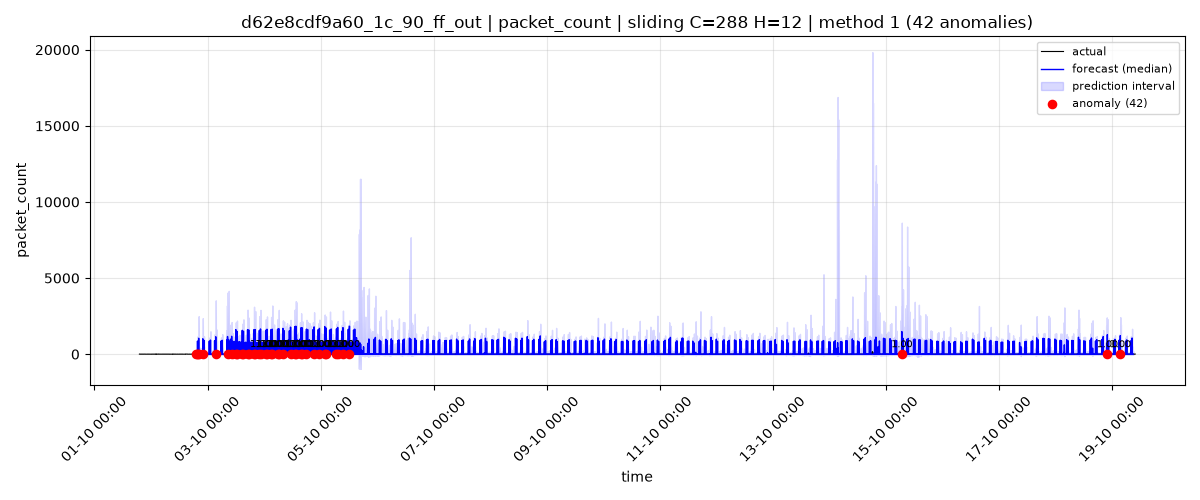 d62e8cdf9a60_1c_90_ff_out | packet_count | sliding C=288 H=12 | method 1 (42 anomalies)
actual
forecast (median)
prediction interval
anomaly (42)
packet_count
20000
15000
10000
5000
0
01-10 00:00
03-10 00:00
05-10 00:00
07-10 00:00
09-10 00:00
11-10 00:00
13-10 00:00
15-10 00:00
17-10 00:00
19-10 00:00
time